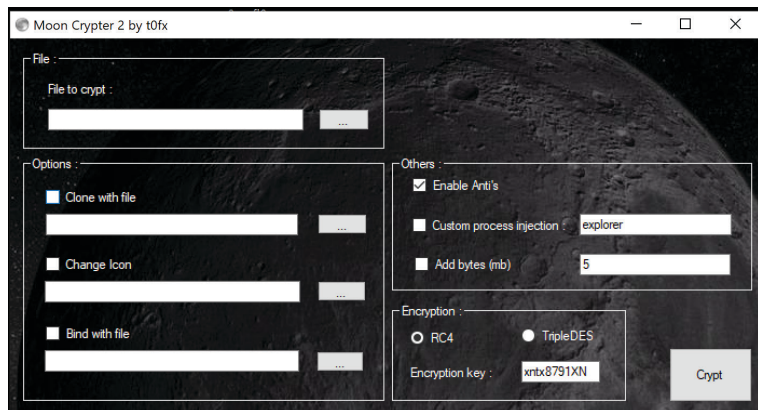 Moon Crypter 2 by t0fx
File :
File to crypt :
...
Options :
Clone with file
...
Change Icon
...
Bind with file
...
Others :
Enable Anti's
Custom process injection : explorer
Add bytes (mb) 5
Encryption :
RC4 TripleDES
Encryption key : xntx8791XN
Crypt